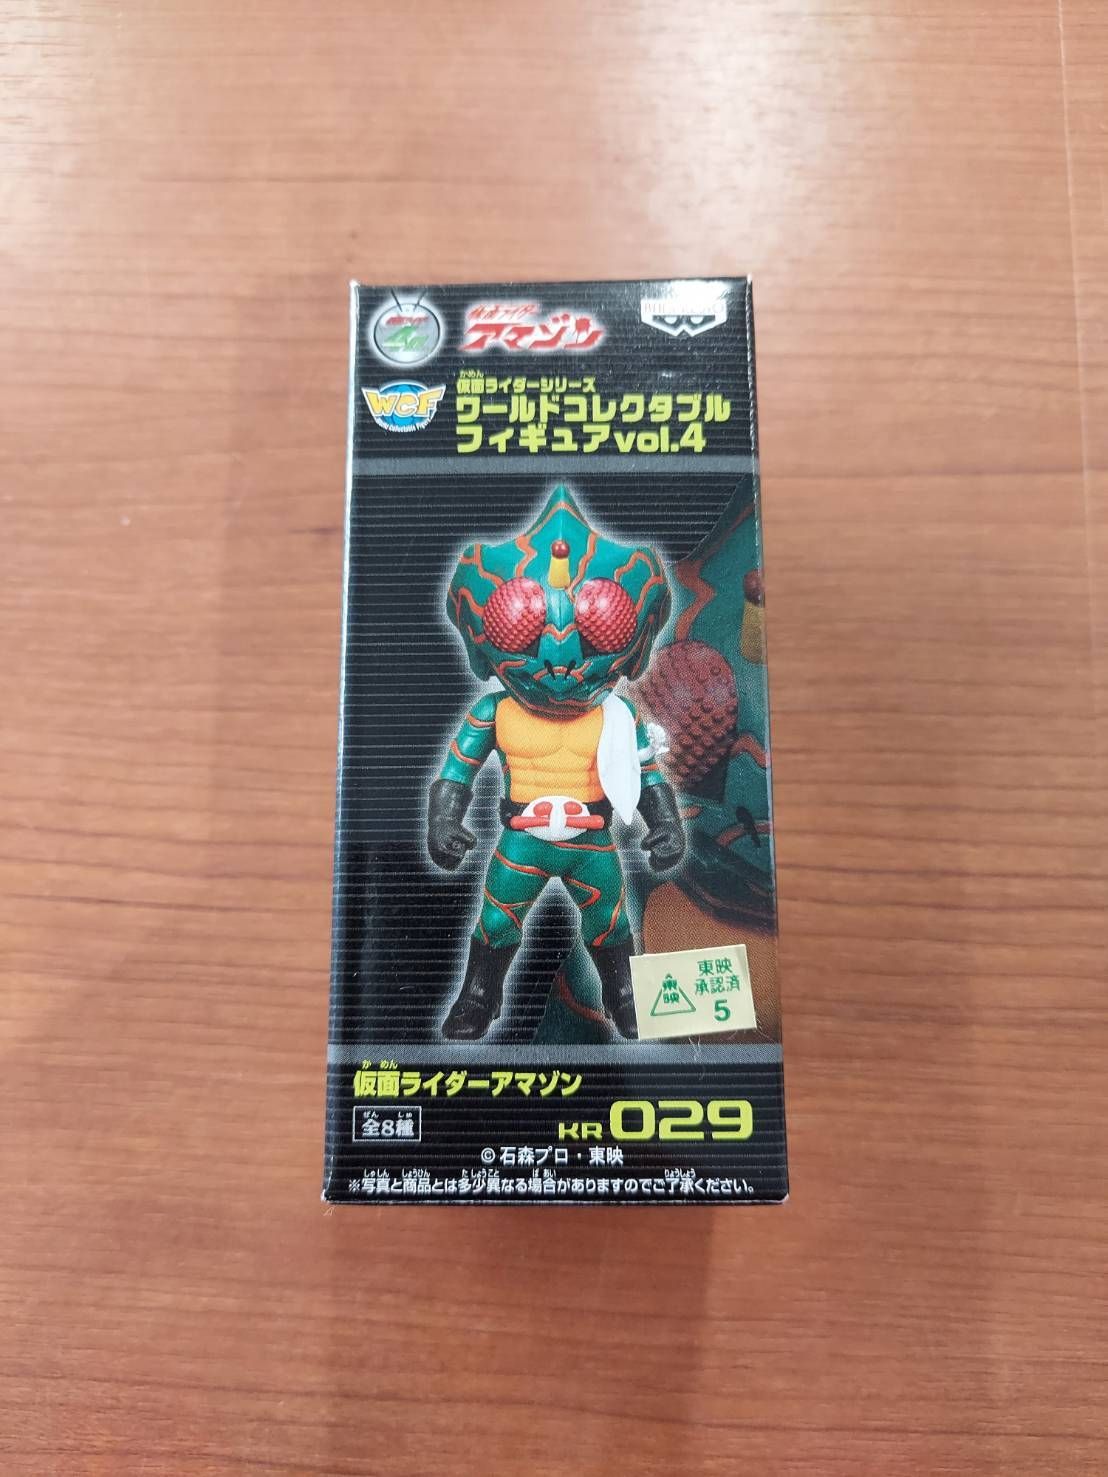 仮面ライダー
アマゾン
BANPRESTO
WCF
かめん
仮面ライダーシリーズ
ワールドコレクタブル
フィギュアvol.4
東映
東映
承認済
5
かめん
仮面ライダーアマゾン
ぜんしゅ
全8種
KR029
©石森プロ・東映
しゃしん しょうひん たしょうこと ばあい りょうしょう
※写真と商品とは多少異なる場合がありますのでご了承ください。